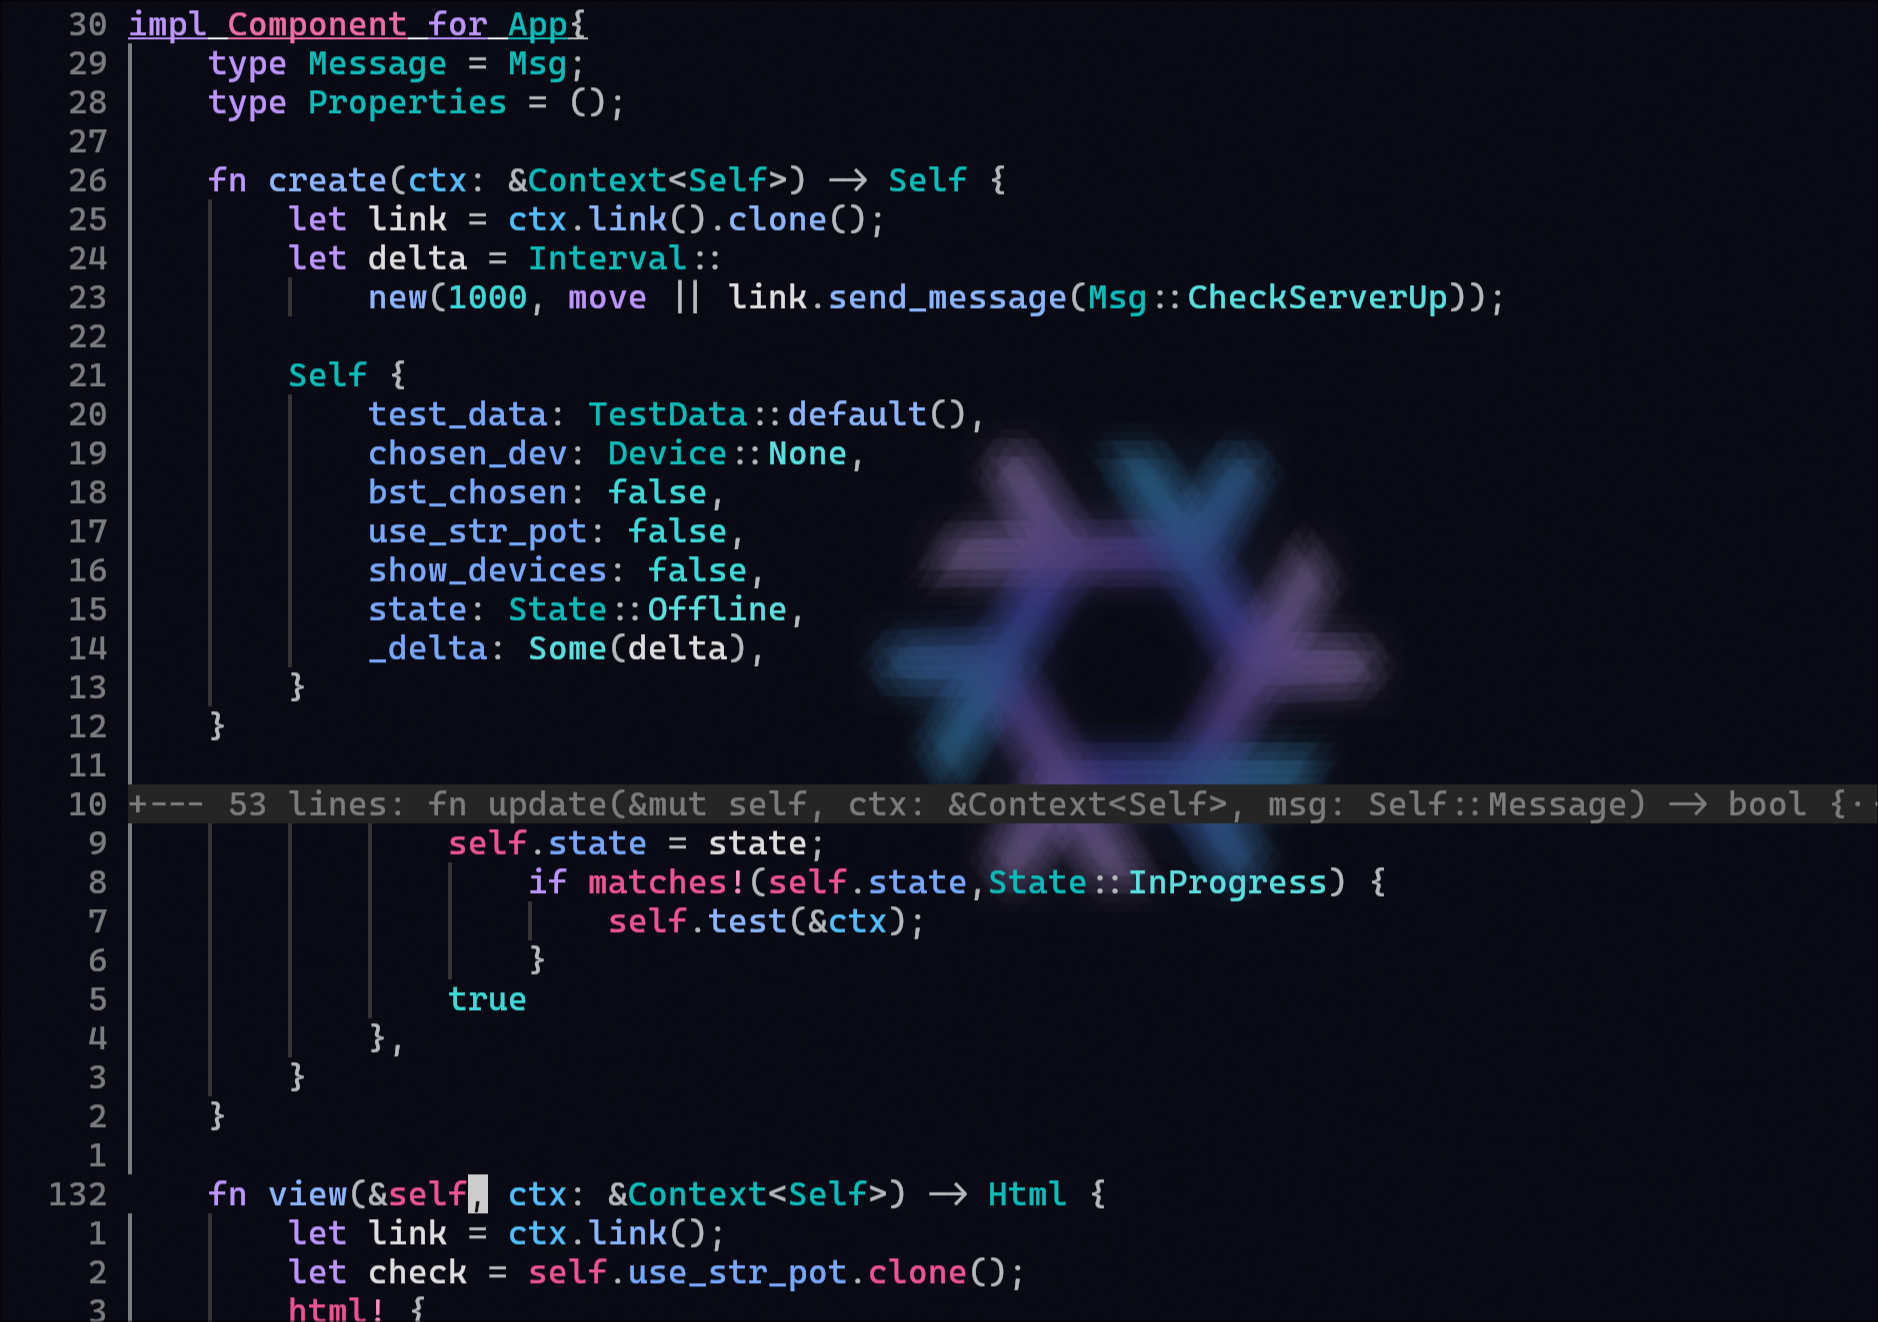 30 impl Component for App{
29     type Message = Msg;
28     type Properties = ();
27
26     fn create(ctx: &Context<Self>) -> Self {
25         let link = ctx.link().clone();
24         let delta = Interval::
23             new(1000, move || link.send_message(Msg::CheckServerUp));
22
21         Self {
20             test_data: TestData::default(),
19             chosen_dev: Device::None,
18             bst_chosen: false,
17             use_str_pot: false,
16             show_devices: false,
15             state: State::Offline,
14             _delta: Some(delta),
13         }
12     }
11
10 +--- 53 lines: fn update(&mut self, ctx: &Context<Self>, msg: Self::Message) -> bool {··
9                 self.state = state;
8                     if matches!(self.state,State::InProgress) {
7                         self.test(&ctx);
6                     }
5                 true
4             },
3         }
2     }
1
132     fn view(&self, ctx: &Context<Self>) -> Html {
1         let link = ctx.link();
2         let check = self.use_str_pot.clone();
3         html! {